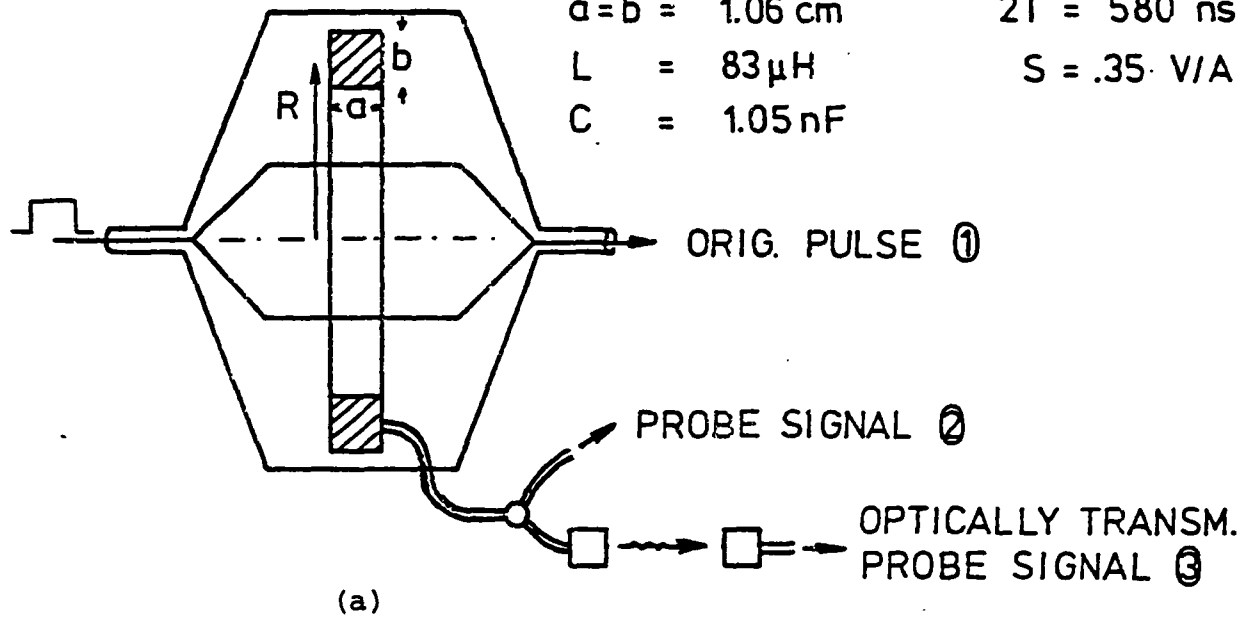 a=b = 1.06 cm
2T = 580 ns
L = 83 μH
S = .35 V/A
C = 1.05 nF
b
R
a
ORIG. PULSE ①
PROBE SIGNAL ②
OPTICALLY TRANSM.
PROBE SIGNAL ③
(a)